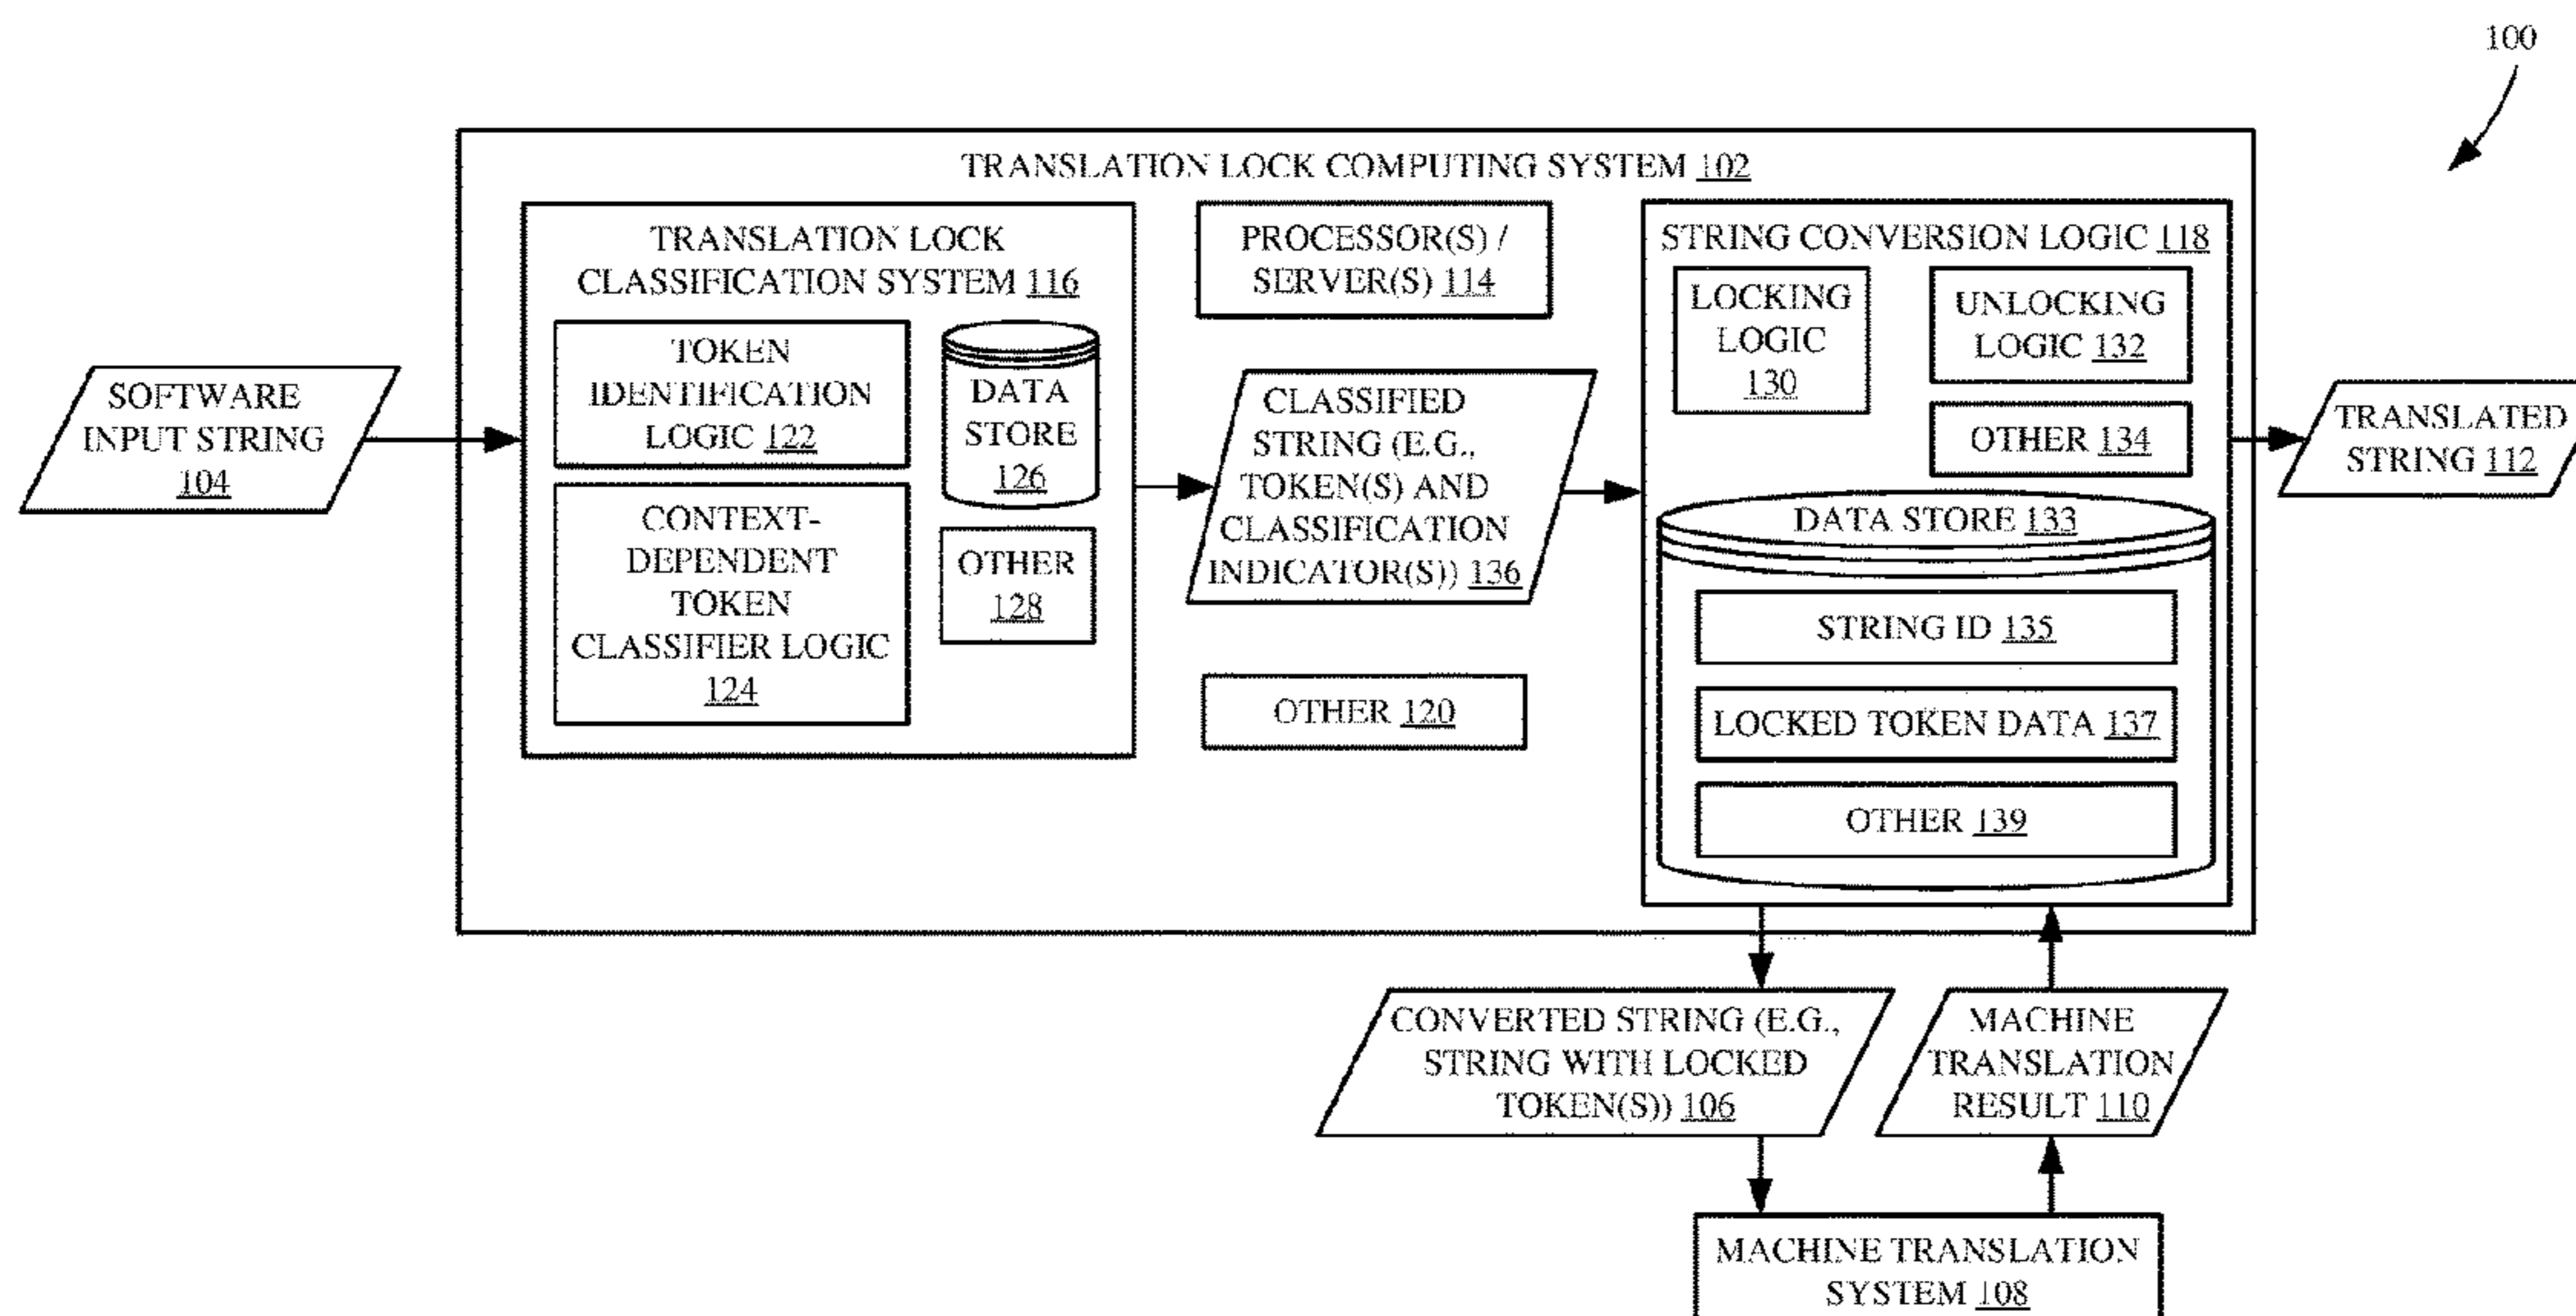 100
TRANSLATION LOCK COMPUTING SYSTEM 102
SOFTWARE
INPUT STRING
104
TRANSLATION LOCK
CLASSIFICATION SYSTEM 116
TOKEN
IDENTIFICATION
LOGIC 122
CONTEXT-
DEPENDENT
TOKEN
CLASSIFIER LOGIC
124
DATA
STORE
126
OTHER
128
PROCESSOR(S) /
SERVER(S) 114
CLASSIFIED
STRING (E.G.,
TOKEN(S) AND
CLASSIFICATION
INDICATOR(S)) 136
OTHER 120
STRING CONVERSION LOGIC 118
LOCKING
LOGIC
130
UNLOCKING
LOGIC 132
OTHER 134
DATA STORE 133
STRING ID 135
LOCKED TOKEN DATA 137
OTHER 139
TRANSLATED
STRING 112
CONVERTED STRING (E.G.,
STRING WITH LOCKED
TOKEN(S)) 106
MACHINE
TRANSLATION
RESULT 110
MACHINE TRANSLATION
SYSTEM 108